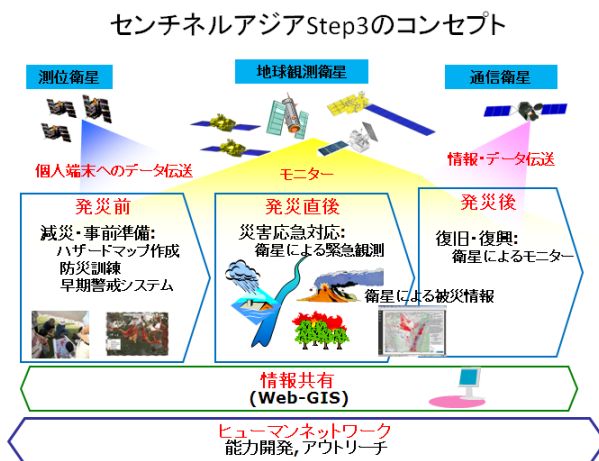 センチネルアジアStep3のコンセプト
測位衛星
地球観測衛星
通信衛星
個人端末へのデータ伝送
モニター
情報・データ伝送
発災前
減災・事前準備:
ハザードマップ作成
防災訓練
早期警戒システム
発災直後
災害応急対応:
衛星による緊急観測
衛星による被災情報
発災後
復旧・復興:
衛星によるモニター
情報共有
(Web-GIS)
ヒューマンネットワーク
能力開発, アウトリーチ